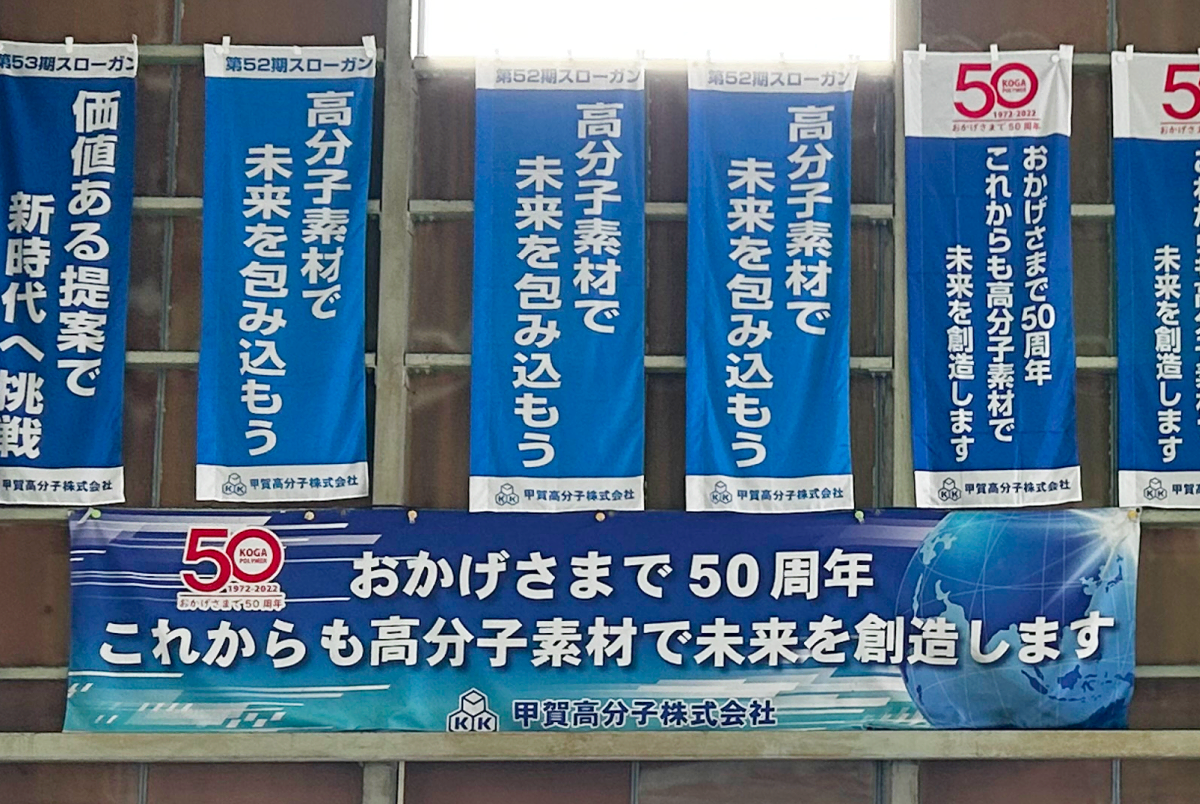 第53期スローガン
価値ある提案で
新時代へ挑戦
甲賀高分子株式会社
第52期スローガン
高分子素材で
未来を包み込もう
KK 甲賀高分子株式会社
第52期スローガン
高分子素材で
未来を包み込もう
KK 甲賀高分子株式会社
第52期スローガン
高分子素材で
未来を包み込もう
KK 甲賀高分子株式会社
50 KOGA POLYMER
1972-2022
おかげさまで50周年
おかげさまで50周年
これからも高分子素材で
未来を創造します
KK 甲賀高分子株式会社
未来を創造します
KK
50 KOGA POLYMER
1972-2022
おかげさまで50周年
おかげさまで50周年
これからも高分子素材で未来を創造します
KK 甲賀高分子株式会社